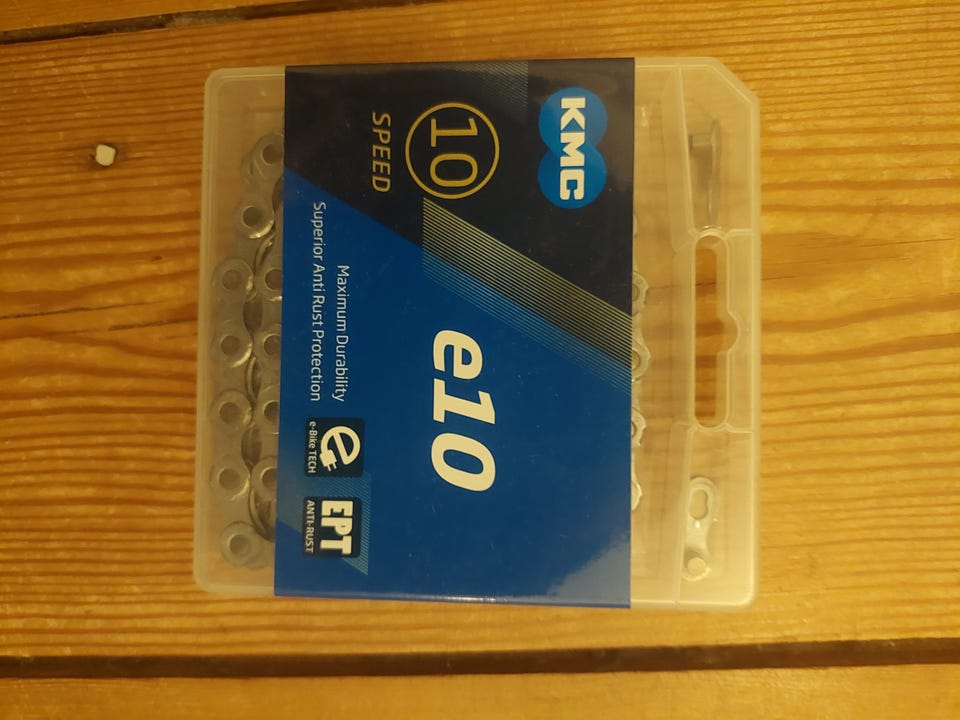 KMC
10
SPEED
e10
Maximum Durability
Superior Anti Rust Protection
e
e-Bike TECH
EPT
ANTI-RUST